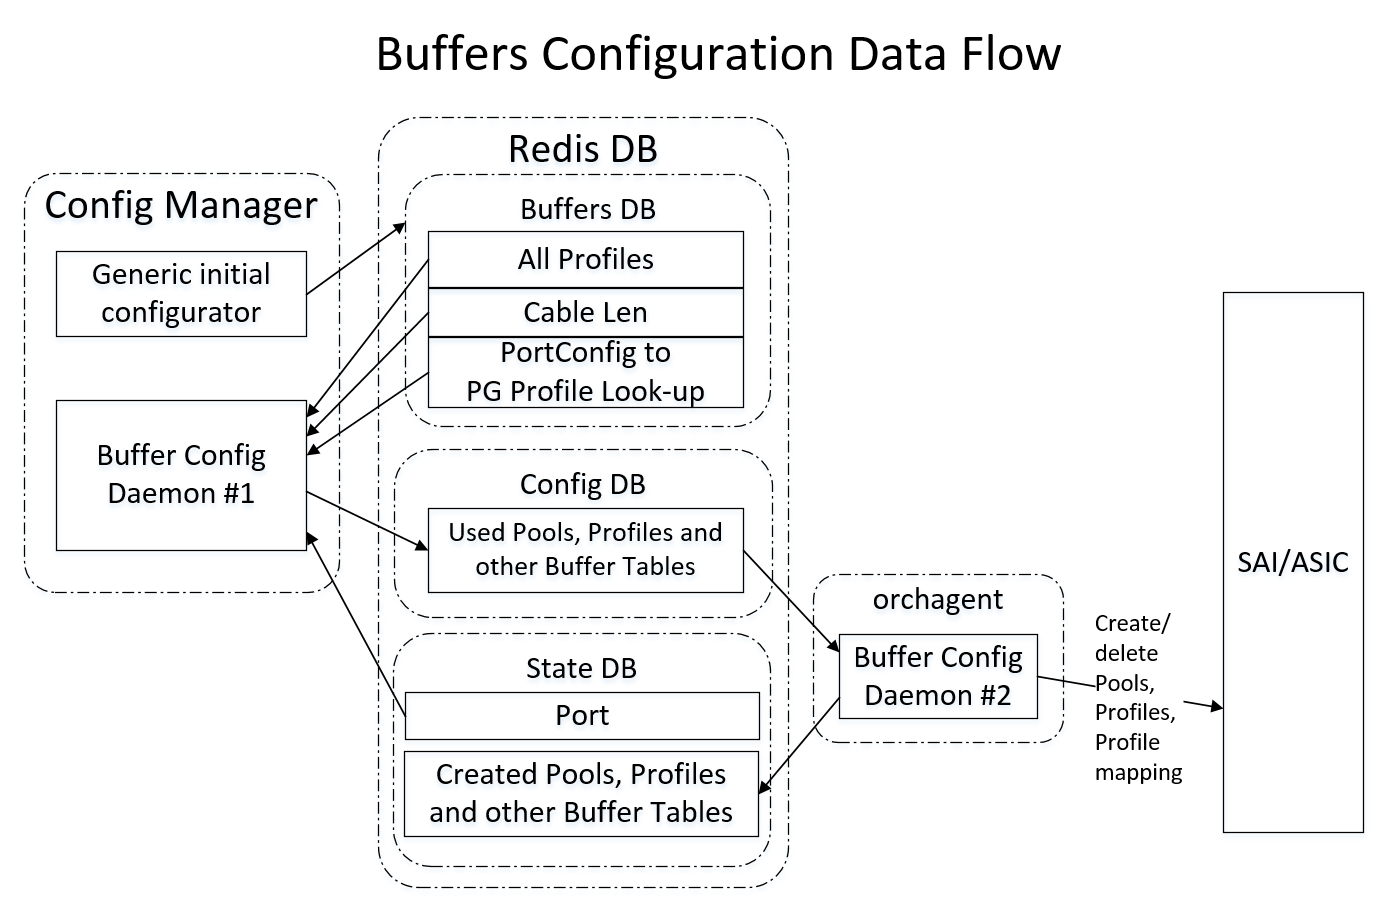 Buffers Configuration Data Flow
Config Manager
Generic initial
configurator
Buffer Config
Daemon #1
Redis DB
Buffers DB
All Profiles
Cable Len
PortConfig to
PG Profile Look-up
Config DB
Used Pools, Profiles and
other Buffer Tables
State DB
Port
Created Pools, Profiles
and other Buffer Tables
orchagent
Buffer Config
Daemon #2
Create/
delete
Pools,
Profiles,
Profile
mapping
SAI/ASIC